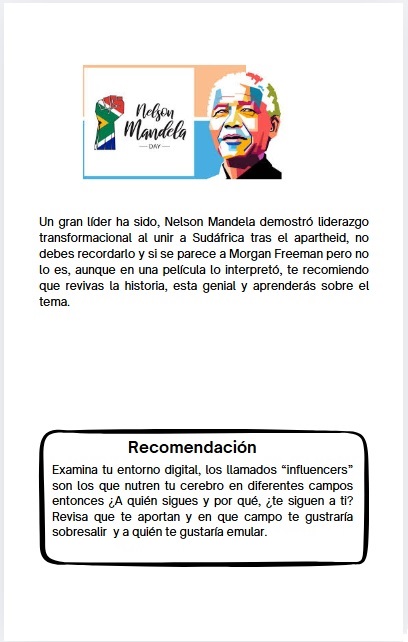 Nelson
Mandela
DAY
Un gran líder ha sido, Nelson Mandela demostró liderazgo
transformacional al unir a Sudáfrica tras el apartheid, no
debes recordarlo y si se parece a Morgan Freeman pero no
lo es, aunque en una película lo interpretó, te recomiendo
que revivas la historia, esta genial y aprenderás sobre el
tema.
Recomendación
Examina tu entorno digital, los llamados “influencers”
son los que nutren tu cerebro en diferentes campos
entonces ¿A quién sigues y por qué, ¿te siguen a ti?
Revisa que te aportan y en que campo te gustraría
sobresalir y a quién te gustaría emular.